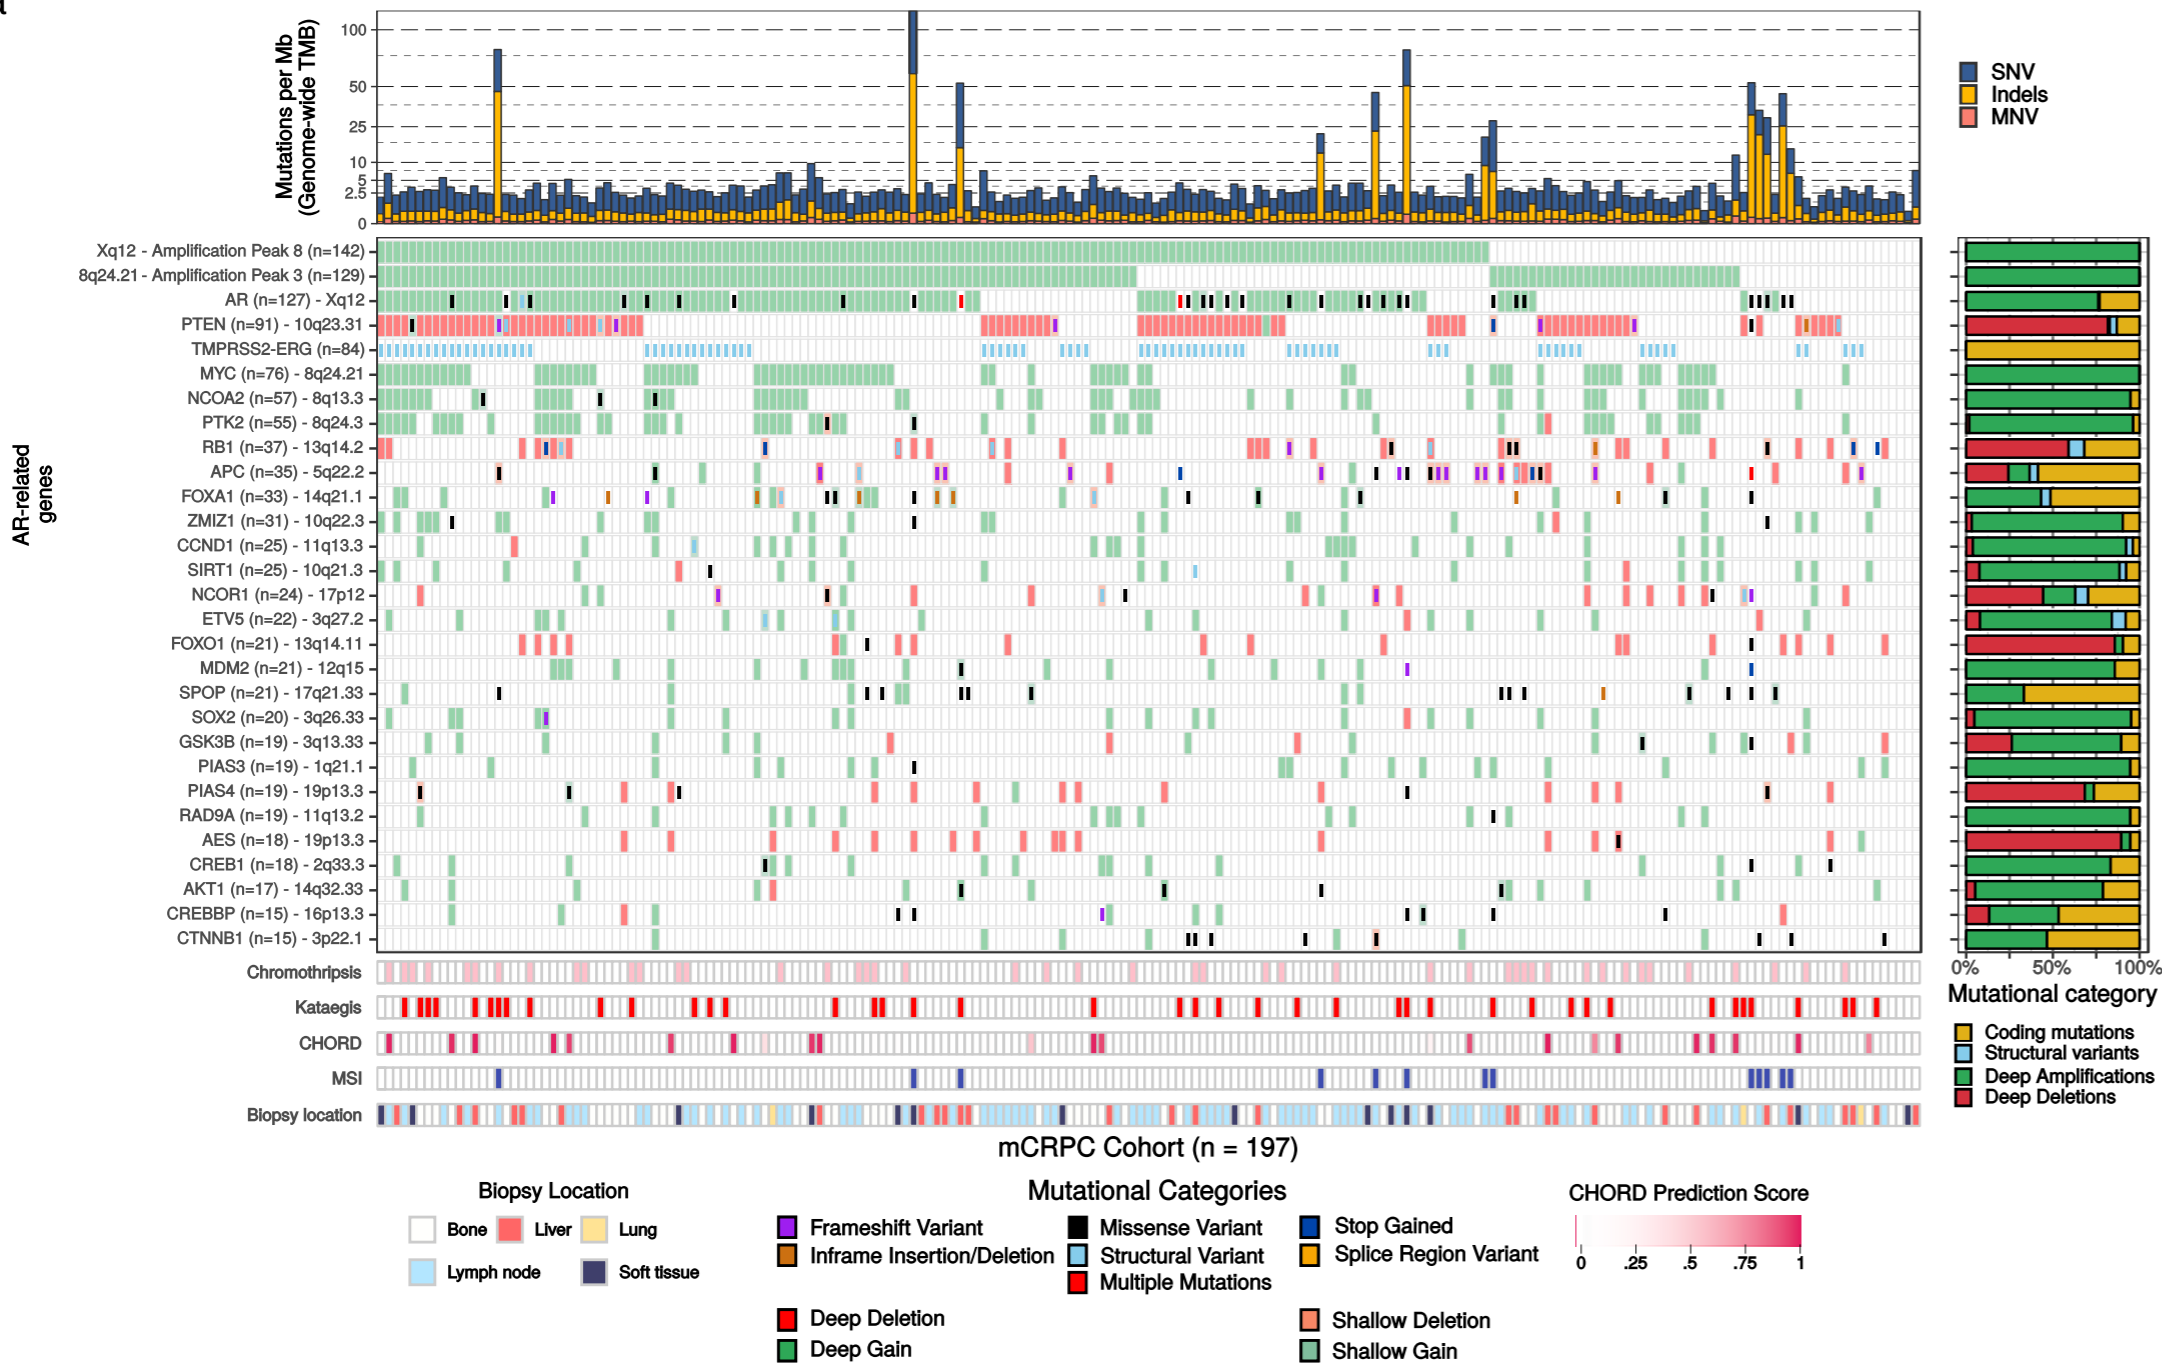 a
Mutations per Mb
(Genome-wide TMB)
100
50
25
10
5
2.5
0
SNV
Indels
MNV
AR-related
genes
Xq12 - Amplification Peak 8 (n=142)
8q24.21 - Amplification Peak 3 (n=129)
AR (n=127) - Xq12
PTEN (n=91) - 10q23.31
TMPRSS2-ERG (n=84)
MYC (n=76) - 8q24.21
NCOA2 (n=57) - 8q13.3
PTK2 (n=55) - 8q24.3
RB1 (n=37) - 13q14.2
APC (n=35) - 5q22.2
FOXA1 (n=33) - 14q21.1
ZMIZ1 (n=31) - 10q22.3
CCND1 (n=25) - 11q13.3
SIRT1 (n=25) - 10q21.3
NCOR1 (n=24) - 17p12
ETV5 (n=22) - 3q27.2
FOXO1 (n=21) - 13q14.11
MDM2 (n=21) - 12q15
SPOP (n=21) - 17q21.33
SOX2 (n=20) - 3q26.33
GSK3B (n=19) - 3q13.33
PIAS3 (n=19) - 1q21.1
PIAS4 (n=19) - 19p13.3
RAD9A (n=19) - 11q13.2
AES (n=18) - 19p13.3
CREB1 (n=18) - 2q33.3
AKT1 (n=17) - 14q32.33
CREBBP (n=15) - 16p13.3
CTNNB1 (n=15) - 3p22.1
Chromothripsis
Kataegis
CHORD
MSI
Biopsy location
0% 50% 100%
Mutational category
Coding mutations
Structural variants
Deep Amplifications
Deep Deletions
mCRPC Cohort (n = 197)
Biopsy Location
Bone Liver Lung
Lymph node Soft tissue
Mutational Categories
Frameshift Variant Missense Variant Stop Gained
Inframe Insertion/Deletion Structural Variant Splice Region Variant
Multiple Mutations
Deep Deletion Shallow Deletion
Deep Gain Shallow Gain
CHORD Prediction Score
0 .25 .5 .75 1